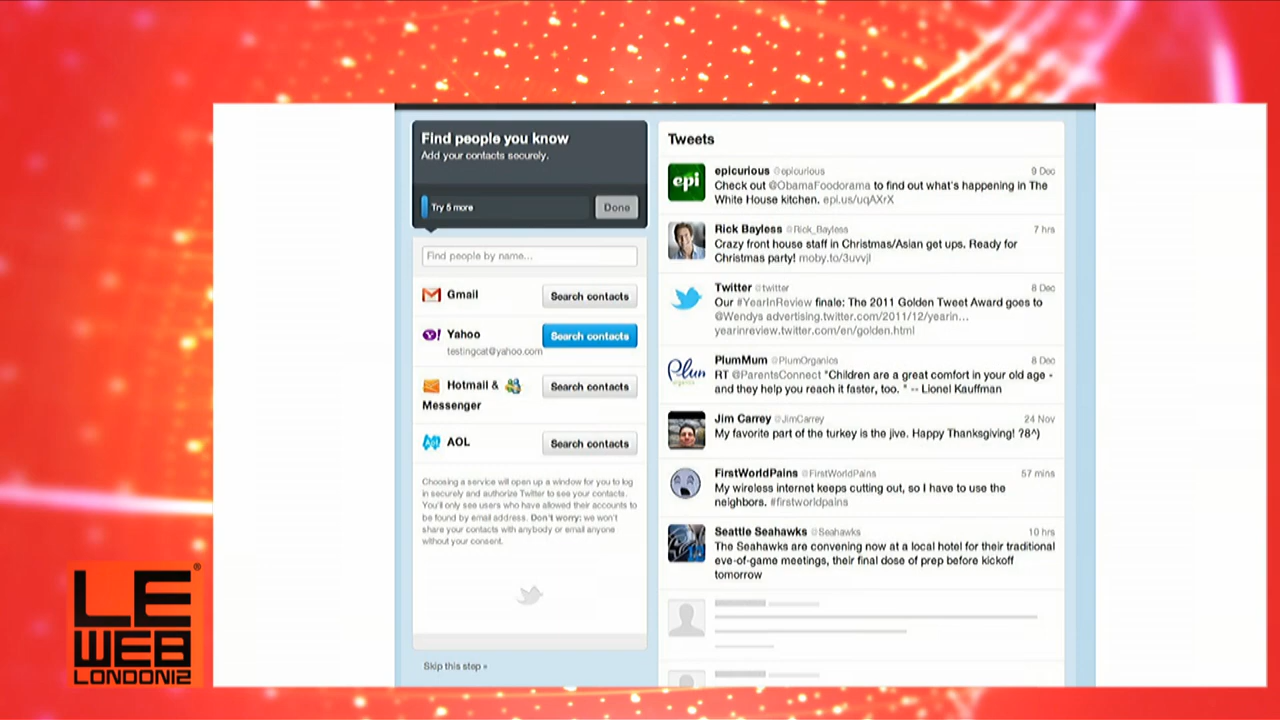 Find people you know
Add your contacts securely.
Try 5 more
Done
Find people by name...
Gmail
Search contacts
Yahoo
Search contacts
testingcat@yahoo.com
Hotmail &
Messenger
Search contacts
AOL
Search contacts
Choosing a service will open up a window for you to log
in securely and authorize Twitter to see your contacts.
You'll only see users who have allowed their accounts to
be found by email address. Don't worry: we won't
share your contacts with anybody or email anyone
without your consent.
Skip this step »
Tweets
epi
epicurious @epicurious 9 Dec
Check out @ObamaFoodorama to find out what's happening in The
White House kitchen. epi.us/uqAXrX
Rick Bayless @Rick_Bayless 7 hrs
Crazy front house staff in Christmas/Asian get ups. Ready for
Christmas party! moby.to/3uvvjl
Twitter @twitter 8 Dec
Our #YearInReview finale: The 2011 Golden Tweet Award goes to
@Wendys advertising.twitter.com/2011/12/yearin...
yearinreview.twitter.com/en/golden.html
Plum
organics
PlumMum @PlumOrganics 8 Dec
RT @ParentsConnect "Children are a great comfort in your old age -
and they help you reach it faster, too. " -- Lionel Kauffman
Jim Carrey @JimCarrey 24 Nov
My favorite part of the turkey is the jive. Happy Thanksgiving! ?8^)
FirstWorldPains @FirstWorldPains 57 mins
My wireless internet keeps cutting out, so I have to use the
neighbors. #firstworldpains
Seattle Seahawks @Seahawks 10 hrs
The Seahawks are convening now at a local hotel for their traditional
eve-of-game meetings, their final dose of prep before kickoff
tomorrow
LE®
WEB
LONDON12